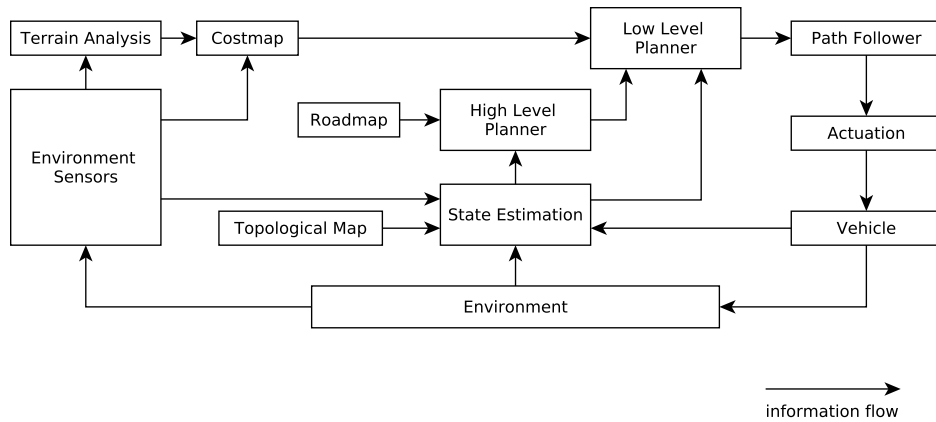 Terrain Analysis
Costmap
Low Level
Planner
Path Follower
Roadmap
High Level
Planner
Actuation
Environment
Sensors
State Estimation
Topological Map
Vehicle
Environment
information flow